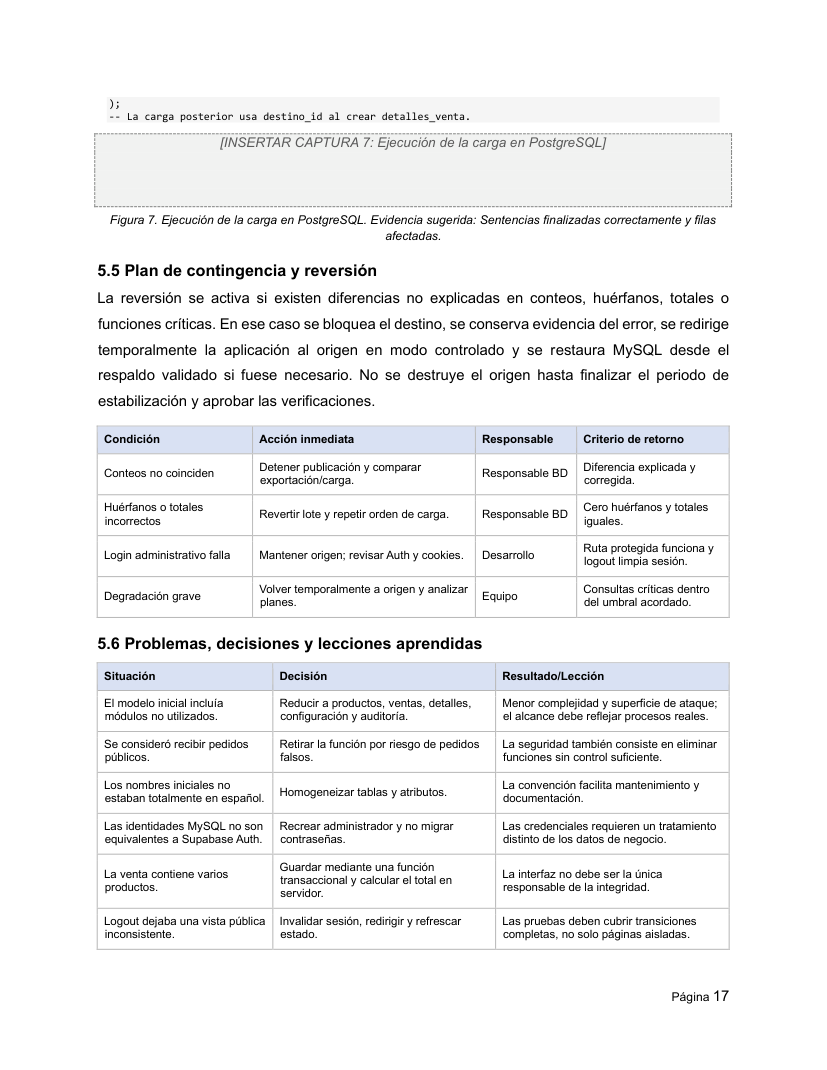 );
-- La carga posterior usa destino_id al crear detalles_venta.
[INSERTAR CAPTURA 7: Ejecución de la carga en PostgreSQL]
Figura 7. Ejecución de la carga en PostgreSQL. Evidencia sugerida: Sentencias finalizadas correctamente y filas
afectadas.
5.5 Plan de contingencia y reversión
La reversión se activa si existen diferencias no explicadas en conteos, huérfanos, totales o
funciones críticas. En ese caso se bloquea el destino, se conserva evidencia del error, se redirige
temporalmente la aplicación al origen en modo controlado y se restaura MySQL desde el
respaldo validado si fuese necesario. No se destruye el origen hasta finalizar el periodo de
estabilización y aprobar las verificaciones.
Condición Acción inmediata Responsable Criterio de retorno
Conteos no coinciden
Detener publicación y comparar
exportación/carga.
Responsable BD
Diferencia explicada y
corregida.
Huérfanos o totales
incorrectos
Revertir lote y repetir orden de carga.
Responsable BD
Cero huérfanos y totales
iguales.
Login administrativo falla
Mantener origen; revisar Auth y cookies.
Desarrollo
Ruta protegida funciona y
logout limpia sesión.
Degradación grave
Volver temporalmente a origen y analizar
planes.
Equipo
Consultas críticas dentro
del umbral acordado.
5.6 Problemas, decisiones y lecciones aprendidas
Situación Decisión Resultado/Lección
El modelo inicial incluía
módulos no utilizados.
Reducir a productos, ventas, detalles,
configuración y auditoría.
Menor complejidad y superficie de ataque;
el alcance debe reflejar procesos reales.
Se consideró recibir pedidos
públicos.
Retirar la función por riesgo de pedidos
falsos.
La seguridad también consiste en eliminar
funciones sin control suficiente.
Los nombres iniciales no
estaban totalmente en español.
Homogeneizar tablas y atributos.
La convención facilita mantenimiento y
documentación.
Las identidades MySQL no son
equivalentes a Supabase Auth.
Recrear administrador y no migrar
contraseñas.
Las credenciales requieren un tratamiento
distinto de los datos de negocio.
La venta contiene varios
productos.
Guardar mediante una función
transaccional y calcular el total en
servidor.
La interfaz no debe ser la única
responsable de la integridad.
Logout dejaba una vista pública
inconsistente.
Invalidar sesión, redirigir y refrescar
estado.
Las pruebas deben cubrir transiciones
completas, no solo páginas aisladas.
Página 17